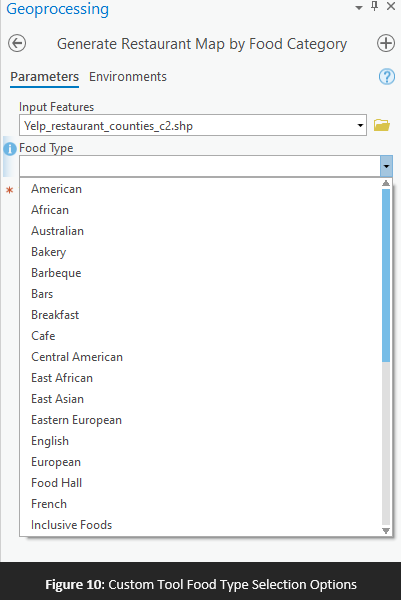 Geoprocessing
Generate Restaurant Map by Food Category
Parameters Environments
?
Input Features
Yelp_restaurant_counties_c2.shp
i Food Type
*
American
African
Australian
Bakery
Barbeque
Bars
Breakfast
Cafe
Central American
East African
East Asian
Eastern European
English
European
Food Hall
French
Inclusive Foods
Figure 10: Custom Tool Food Type Selection Options